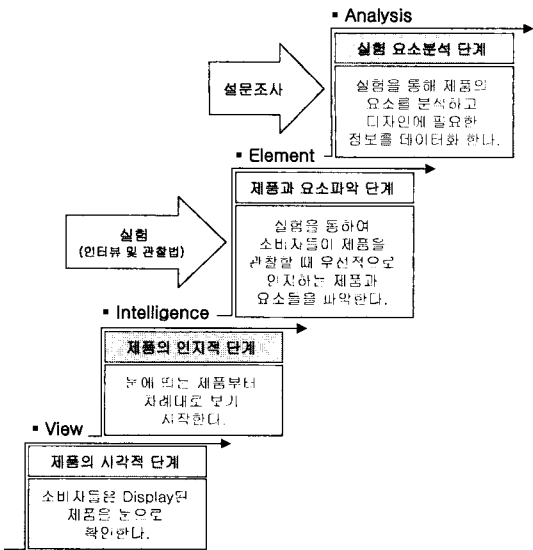 ▪ Analysis
실험 요소분석 단계
실험을 통해 제품의
요소를 분석하고
디자인에 필요한
정보를 데이터화 한다.
설문조사
▪ Element
제품과 요소파악 단계
실험을 통하여
소비자들이 제품을
관찰할 때 우선적으로
인지하는 제품과
요소들을 파악한다.
실험
(인터뷰 및 관찰법)
▪ Intelligence
제품의 인지적 단계
눈에 띄는 제품부터
차례대로 보기
시작한다.
▪ View
제품의 시각적 단계
소비자들은 Display된
제품을 눈으로
확인한다.